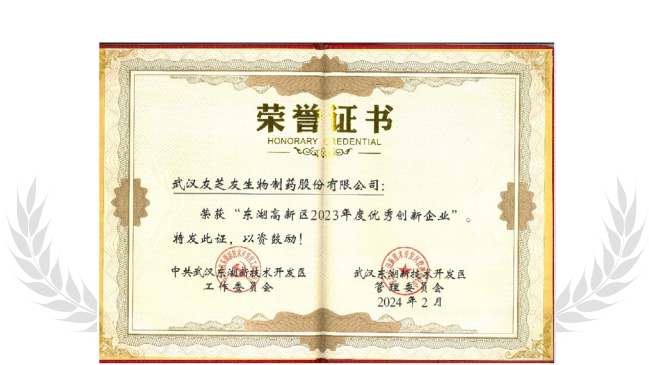 荣誉证书
HONORARY CREDENTIAL
武汉友芝友生物制药股份有限公司:
荣获“东湖高新区2023年度优秀创新企业”。
特发此证,以资鼓励!
中共武汉东湖新技术开发区
工作委员会
武汉东湖新技术开发区
管理委员会
2024 年 2 月